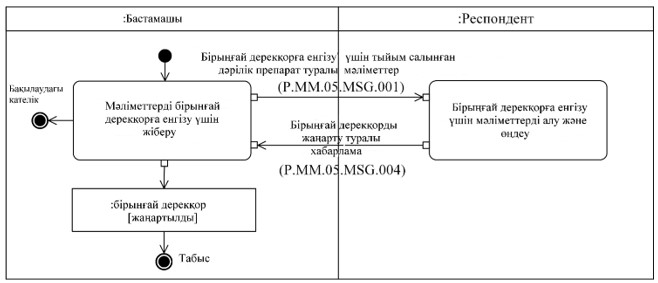 :Бастамашы
:Респондент
Бірыңғай дерекқорға енгізу үшін тыйым салынған
дәрілік препарат туралы мәліметтер
(P.MM.05.MSG.001)
Бақылаудағы
қателік
Мәліметтерді бірыңғай
дерекқорға енгізу үшін
жіберу
Бірыңғай дерекқорға енгізу
үшін мәліметтерді алу және
өңдеу
Бірыңғай дерекқорды
жаңарту туралы
хабарлама
(P.MM.05.MSG.004)
:бірыңғай дерекқор
[жаңартылды]
Табыс